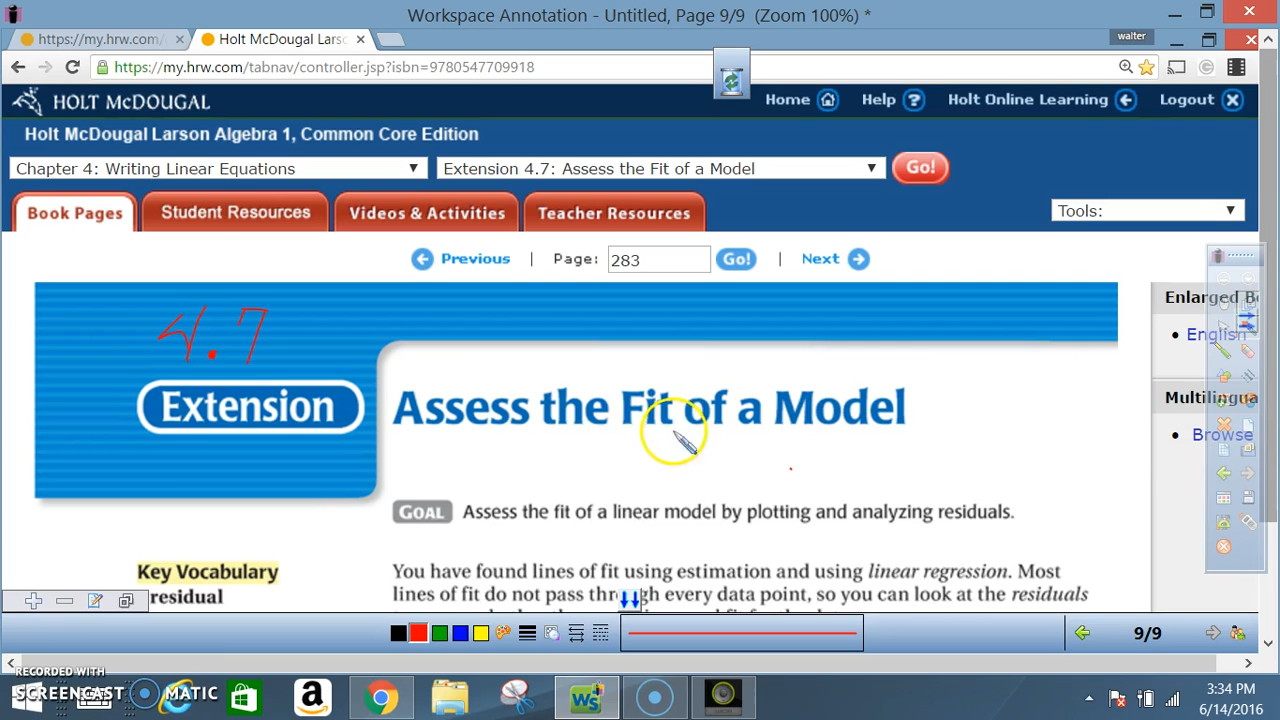 Workspace Annotation - Untitled, Page 9/9 (Zoom 100%) *
https://my.hrw.com/ ×
Holt McDougal Lars ×
walter
https://my.hrw.com/tabnav/controller.jsp?isbn=9780547709918
HOLT McDOUGAL
Home Help ? Holt Online Learning Logout X
Holt McDougal Larson Algebra 1, Common Core Edition
Chapter 4: Writing Linear Equations
Extension 4.7: Assess the Fit of a Model
Go!
Book Pages
Student Resources
Videos & Activities
Teacher Resources
Tools:
Previous | Page: 283 Go! | Next
4.7
Extension
Assess the Fit of a Model
GOAL Assess the fit of a linear model by plotting and analyzing residuals.
Key Vocabulary
residual
You have found lines of fit using estimation and using linear regression. Most
lines of fit do not pass through every data point, so you can look at the residuals
Enlarged
English
Browse
9/9
RECORDED WITH
SCREENCAST MATIC
3:34 PM
6/14/2016